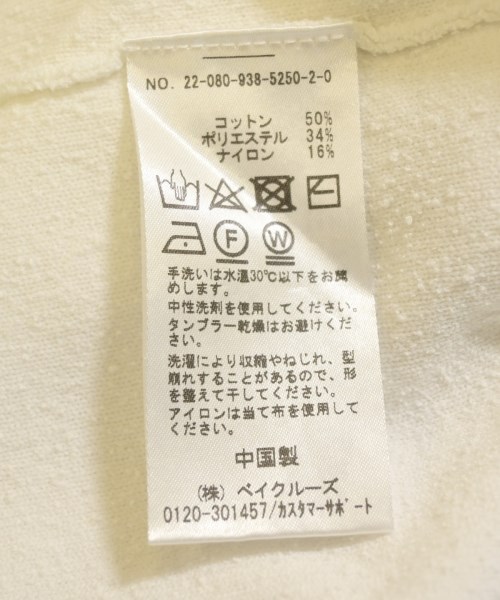 NO. 22-080-938-5250-2-0
コットン 50%
ポリエステル 34%
ナイロン 16%
F W
手洗いは水温30℃以下をお薦
めします。
中性洗剤を使用してください。
タンブラー乾燥はお避けくだ
さい。
洗濯により収縮やねじれ、型
崩れすることがあるので、形
を整えて干してください。
アイロンは当て布を使用して
ください。
中国製
(株) ベイクルーズ
0120-301457/カスタマーサポート